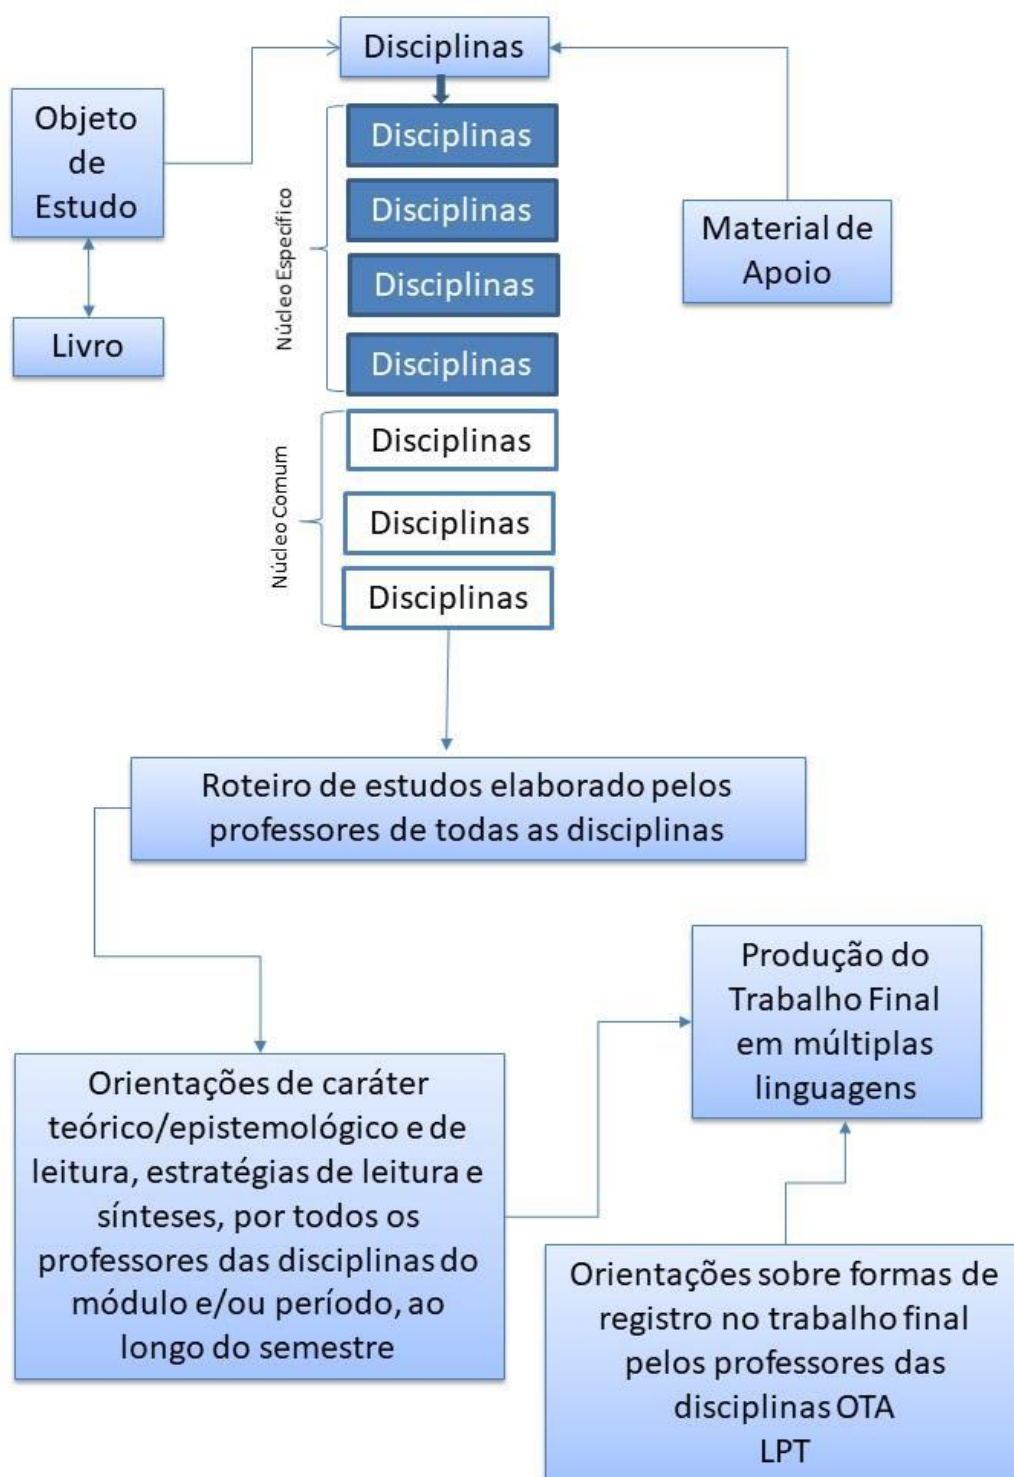 Disciplinas
Objeto
de
Estudo
Livro
Material de
Apoio
Núcleo Específico
Disciplinas
Disciplinas
Disciplinas
Disciplinas
Núcleo Comum
Disciplinas
Disciplinas
Disciplinas
Roteiro de estudos elaborado pelos
professores de todas as disciplinas
Orientações de caráter
teórico/epistemológico e de
leitura, estratégias de leitura e
sínteses, por todos os
professores das disciplinas do
módulo e/ou período, ao
longo do semestre
Produção do
Trabalho Final
em múltiplas
linguagens
Orientações sobre formas de
registro no trabalho final
pelos professores das
disciplinas OTA
LPT